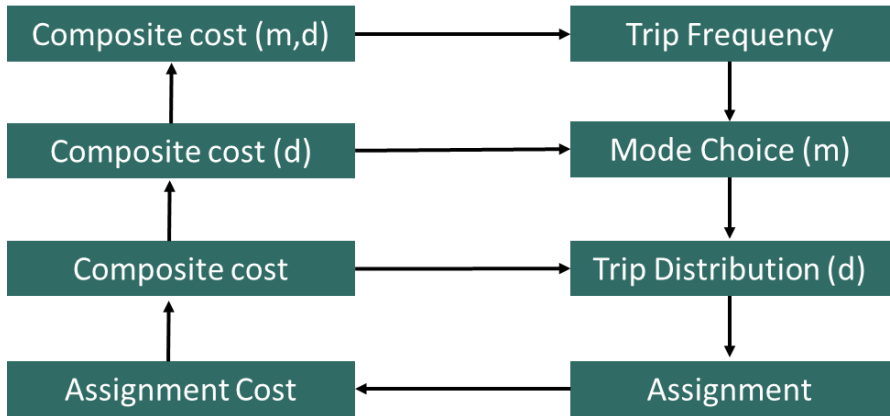 Composite cost (m,d)
Trip Frequency
Composite cost (d)
Mode Choice (m)
Composite cost
Trip Distribution (d)
Assignment Cost
Assignment